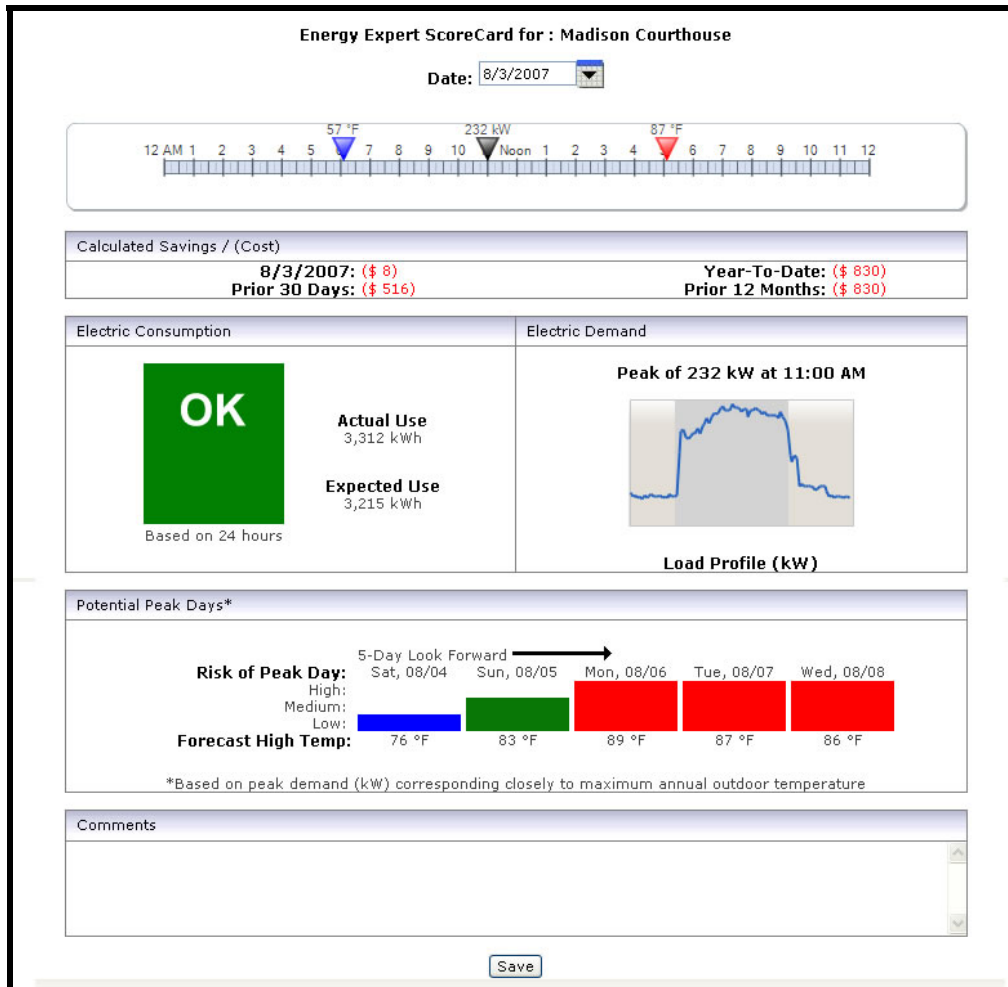 Energy Expert ScoreCard for : Madison Courthouse
Date: 8/3/2007
57 °F 232 kW 87 °F
12 AM 1 2 3 4 5 7 8 9 10 Noon 1 2 3 4 6 7 8 9 10 11 12
Calculated Savings / (Cost)
8/3/2007: ($ 8) Year-To-Date: ($ 830)
Prior 30 Days: ($ 516) Prior 12 Months: ($ 830)
Electric Consumption Electric Demand
Peak of 232 kW at 11:00 AM
OK
Actual Use
3,312 kWh
Expected Use
3,215 kWh
Based on 24 hours
Load Profile (kW)
Potential Peak Days*
5-Day Look Forward
Risk of Peak Day: Sat, 08/04 Sun, 08/05 Mon, 08/06 Tue, 08/07 Wed, 08/08
High:
Medium:
Low:
Forecast High Temp: 76 °F 83 °F 89 °F 87 °F 86 °F
*Based on peak demand (kW) corresponding closely to maximum annual outdoor temperature
Comments
Save